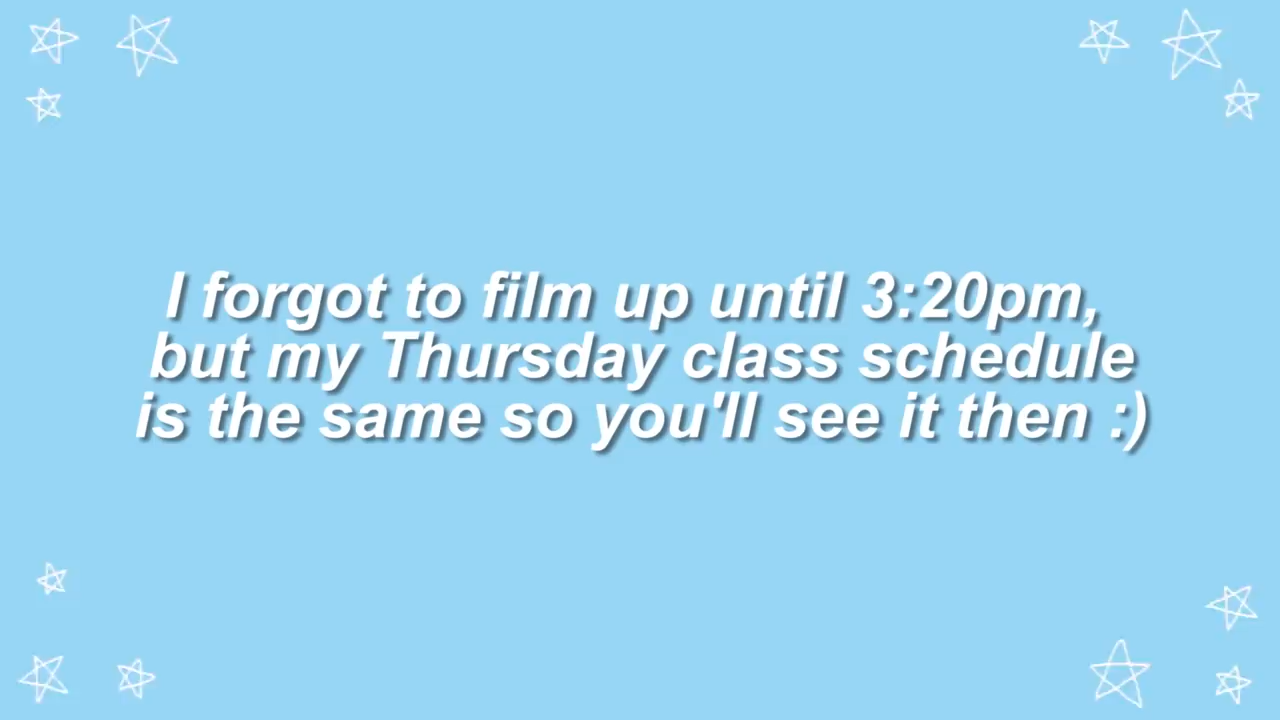 I forgot to film up until 3:20pm,
but my Thursday class schedule
is the same so you'll see it then :)